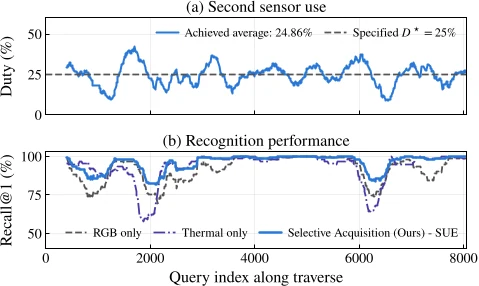 (a) Second sensor use
Duty (%)
50
25
0
Achieved average: 24.86%
Specified D* = 25%
(b) Recognition performance
Recall@1 (%)
100
75
50
RGB only
Thermal only
Selective Acquisition (Ours) - SUE
0 2000 4000 6000 8000
Query index along traverse